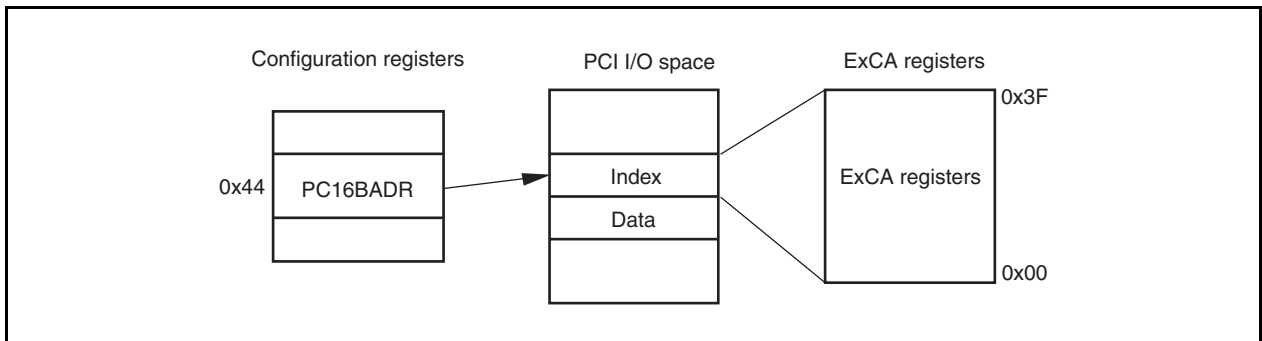 Configuration registers
PCI I/O space
ExCA registers
0x3F
0x44
PC16BADR
Index
ExCA registers
Data
0x00